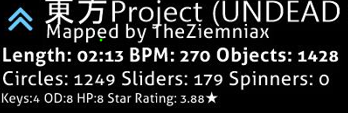 東方Project (UNDEAD
Mapped by TheZiemniax
Length: 02:13 BPM: 270 Objects: 1428
Circles: 1249 Sliders: 179 Spinners: 0
Keys:4 OD:8 HP:8 Star Rating: 3.88★